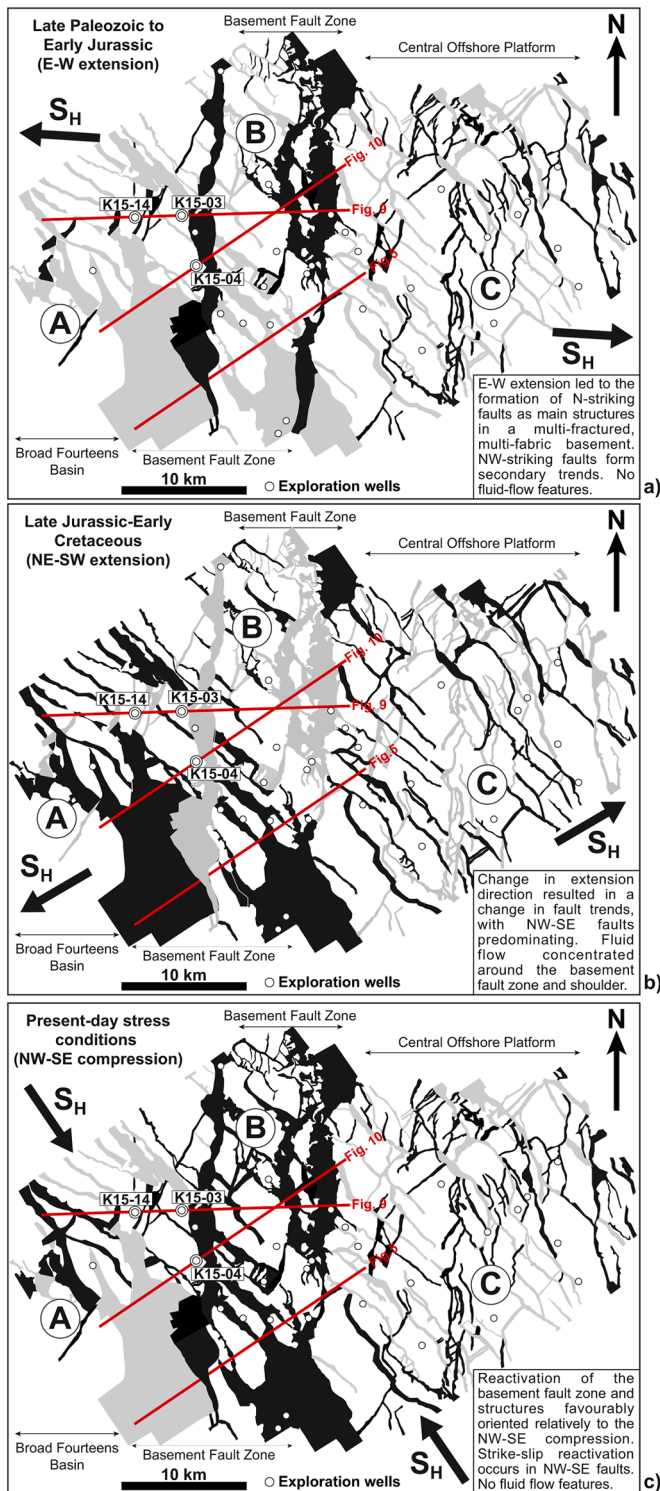 Late Paleozoic to
Early Jurassic
(E-W extension)
Basement Fault Zone
Central Offshore Platform
N
SH
B
Fig. 10
K15-14
K15-03
Fig. 9
K15-04
Fig.5
A
C
SH
E-W extension led to the
formation of N-striking
faults as main structures
in a multi-fractured,
multi-fabric basement.
NW-striking faults form
secondary trends. No
fluid-flow features.
Broad Fourteens
Basin
Basement Fault Zone
10 km
Exploration wells
a)
Late Jurassic-Early
Cretaceous
(NE-SW extension)
Basement Fault Zone
Central Offshore Platform
N
B
Fig. 10
K15-14
K15-03
Fig. 9
K15-04
Fig.5
A
C
SH
SH
Change in extension
direction resulted in a
change in fault trends,
with NW-SE faults
predominating. Fluid
flow concentrated
around the basement
fault zone and shoulder.
Broad Fourteens
Basin
Basement Fault Zone
10 km
Exploration wells
b)
Present-day stress
conditions
(NW-SE compression)
Basement Fault Zone
Central Offshore Platform
N
SH
B
Fig. 10
K15-14
K15-03
Fig. 9
K15-04
Fig.5
A
C
SH
Reactivation of the
basement fault zone and
structures favourably
oriented relatively to the
NW-SE compression.
Strike-slip reactivation
occurs in NW-SE faults.
No fluid flow features.
Broad Fourteens
Basin
Basement Fault Zone
10 km
Exploration wells
c)